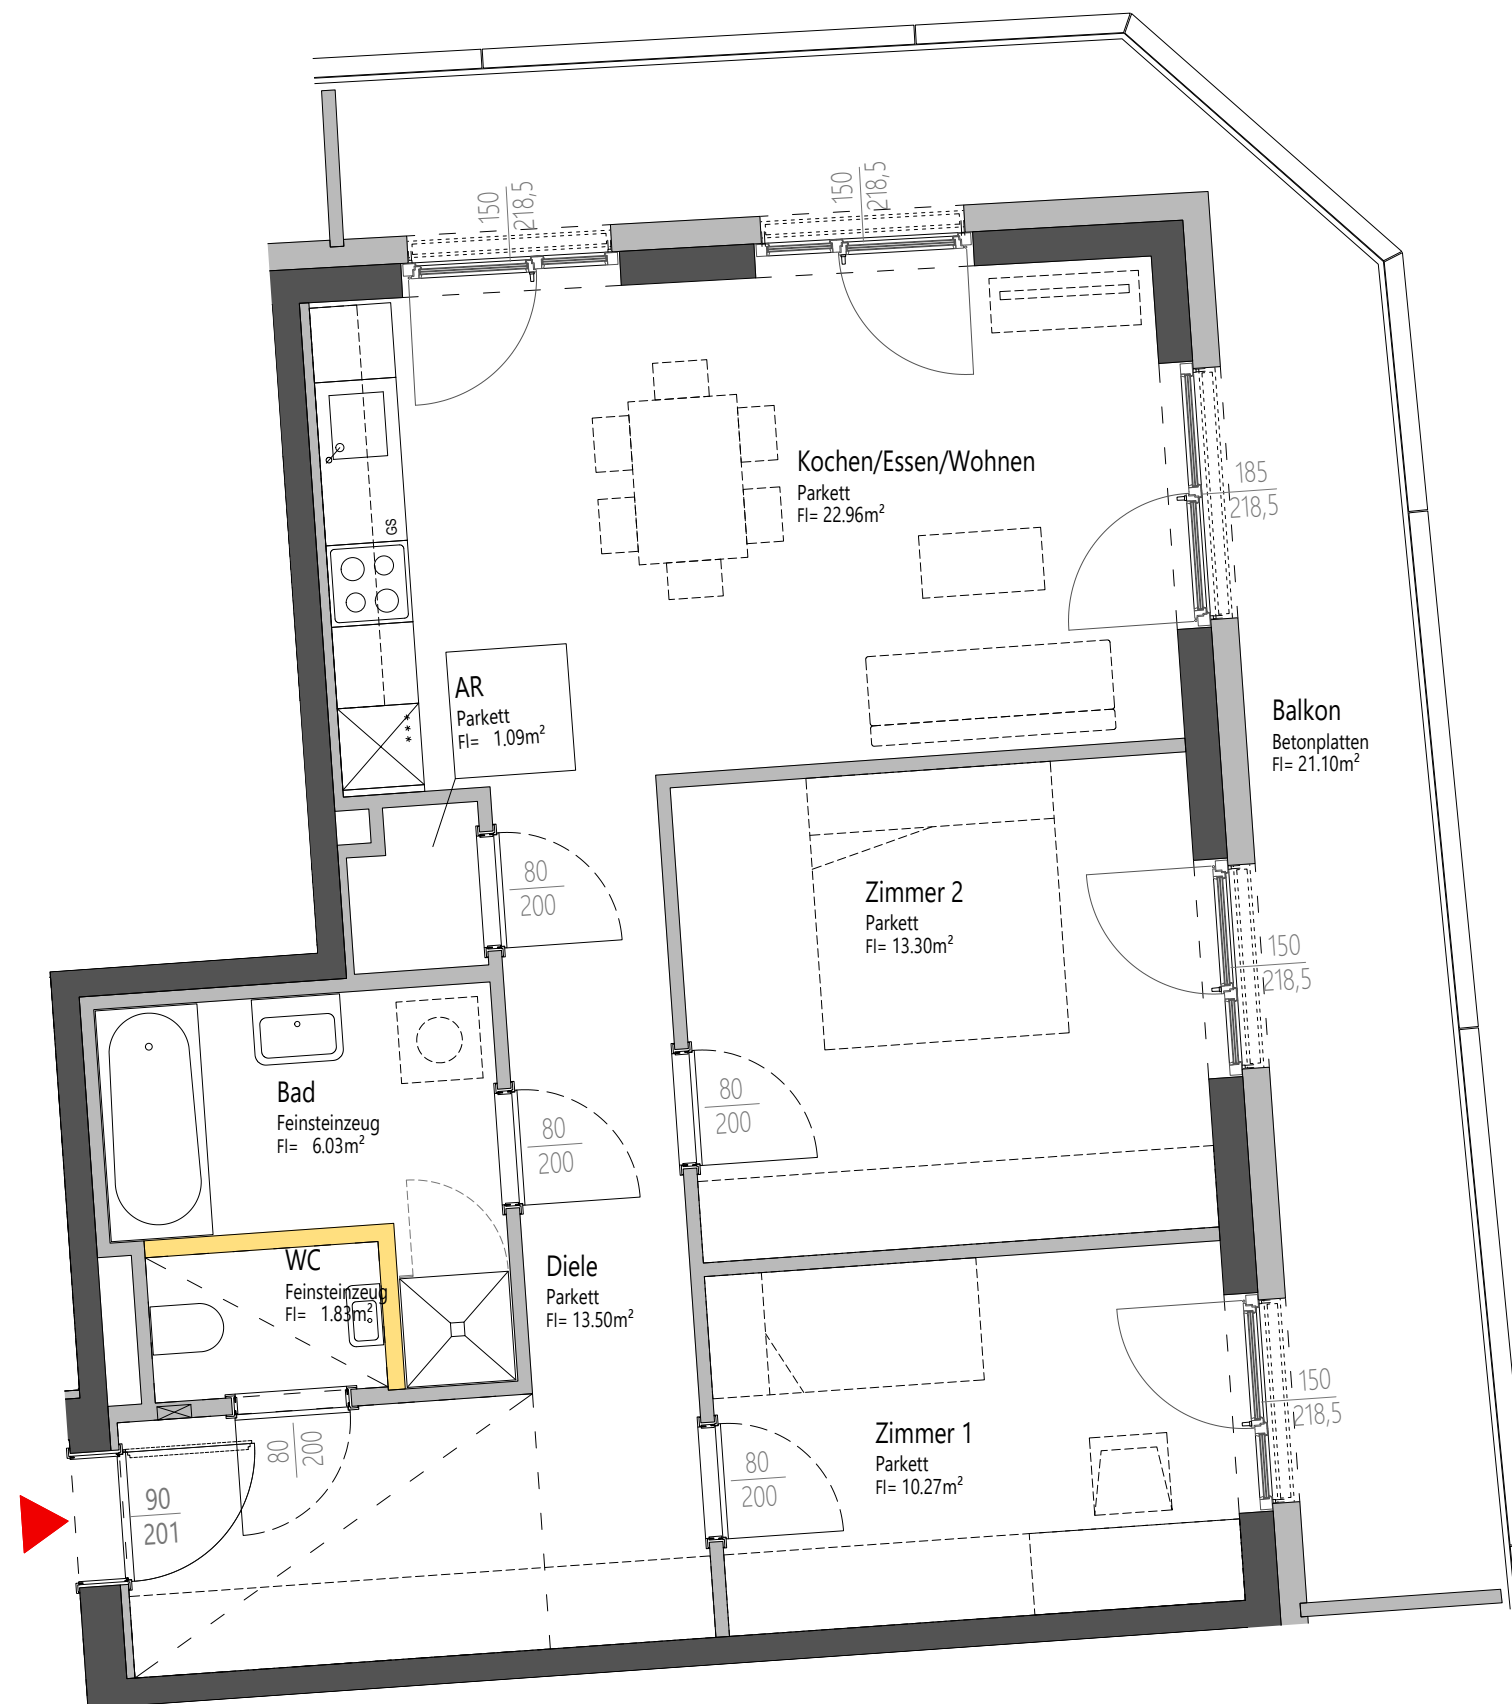 150
218,5
150
218,5
Kochen/Essen/Wohnen
Parkett
Fl= 22.96m²
185
218,5
GS
AR
Parkett
Fl= 1.09m²
***
Balkon
Betonplatten
Fl= 21.10m²
80
200
Zimmer 2
Parkett
Fl= 13.30m²
150
218,5
Bad
Feinsteinzeug
Fl= 6.03m²
80
200
80
200
WC
Feinsteinzeug
Fl= 1.83m²
Diele
Parkett
Fl= 13.50m²
150
218,5
Zimmer 1
Parkett
Fl= 10.27m²
80
200
80
200
90
201